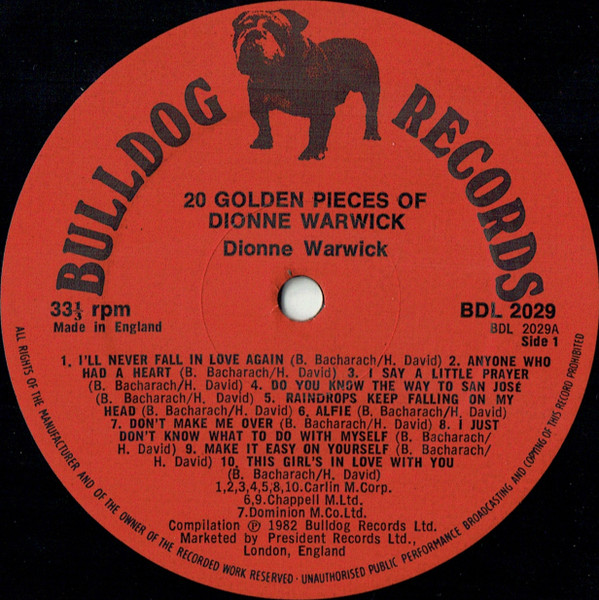 BULLDOG RECORDS
20 GOLDEN PIECES OF
DIONNE WARWICK
Dionne Warwick
33⅓ rpm
Made in England
BDL 2029
BDL 2029A
Side 1
1. I'LL NEVER FALL IN LOVE AGAIN (B. Bacharach/H. David) 2. ANYONE WHO
HAD A HEART (B. Bacharach/H. David) 3. I SAY A LITTLE PRAYER
(B. Bacharach/H. David) 4. DO YOU KNOW THE WAY TO SAN JOSÉ
(B. Bacharach/H. David) 5. RAINDROPS KEEP FALLING ON MY
HEAD (B. Bacharach/H. David) 6. ALFIE (B. Bacharach/H. David)
7. DON'T MAKE ME OVER (B. Bacharach/H. David) 8. I JUST
DON'T KNOW WHAT TO DO WITH MYSELF (B. Bacharach/
H. David) 9. MAKE IT EASY ON YOURSELF (B. Bacharach/
H. David) 10. THIS GIRL'S IN LOVE WITH YOU
(B. Bacharach/H. David)
1,2,3,4,5,8,10.Carlin M.Corp.
6,9.Chappell M.Ltd.
7.Dominion M.Co.Ltd.
Compilation ℗ 1982 Bulldog Records Ltd.
Marketed by President Records Ltd.,
London, England
ALL RIGHTS OF THE MANUFACTURER AND OF THE OWNER OF THE RECORDED WORK RESERVED · UNAUTHORISED PUBLIC PERFORMANCE BROADCASTING AND COPYING OF THIS RECORD PROHIBITED